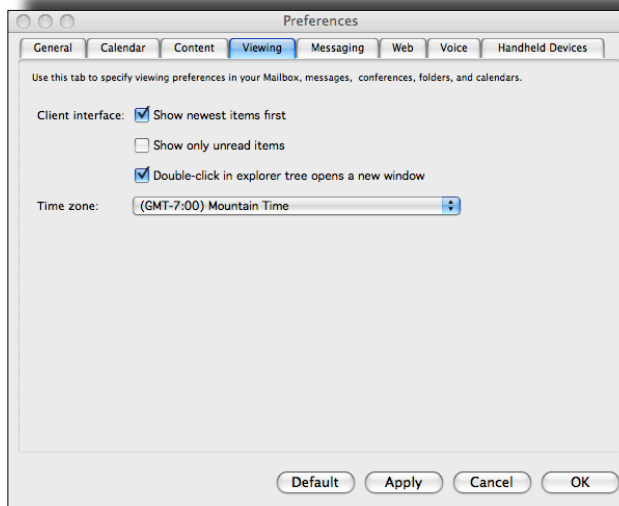 Preferences
General Calendar Content Viewing Messaging Web Voice Handheld Devices
Use this tab to specify viewing preferences in your Mailbox, messages, conferences, folders, and calendars.
Client interface: Show newest items first
Show only unread items
Double-click in explorer tree opens a new window
Time zone: (GMT-7:00) Mountain Time
Default Apply Cancel OK